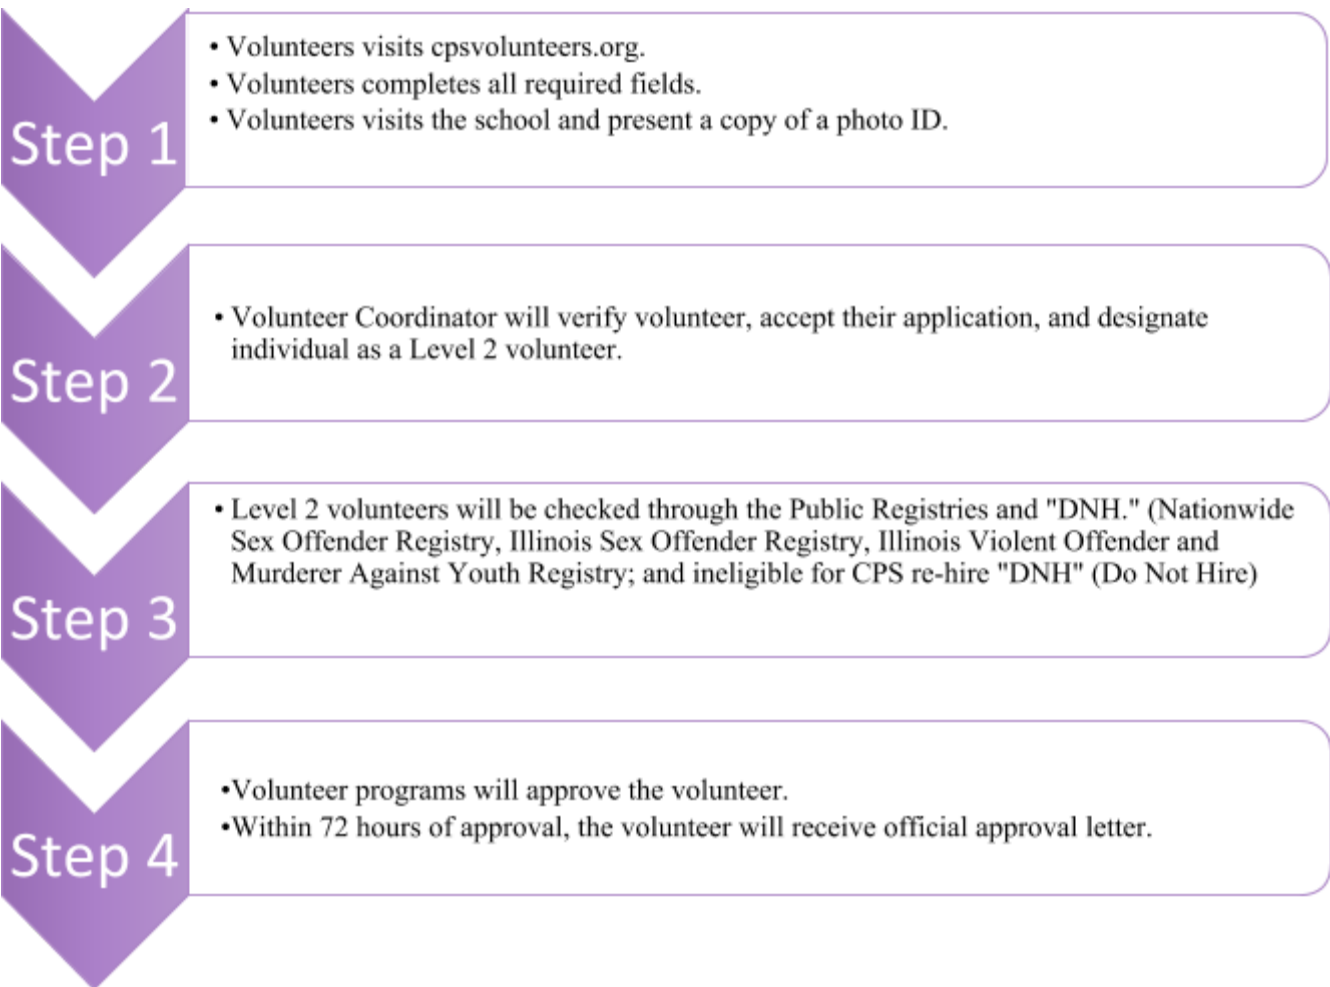 Step 1
• Volunteers visits cpsvolunteers.org.
• Volunteers completes all required fields.
• Volunteers visits the school and present a copy of a photo ID.
Step 2
• Volunteer Coordinator will verify volunteer, accept their application, and designate
individual as a Level 2 volunteer.
Step 3
• Level 2 volunteers will be checked through the Public Registries and "DNH." (Nationwide
Sex Offender Registry, Illinois Sex Offender Registry, Illinois Violent Offender and
Murderer Against Youth Registry; and ineligible for CPS re-hire "DNH" (Do Not Hire)
Step 4
•Volunteer programs will approve the volunteer.
•Within 72 hours of approval, the volunteer will receive official approval letter.